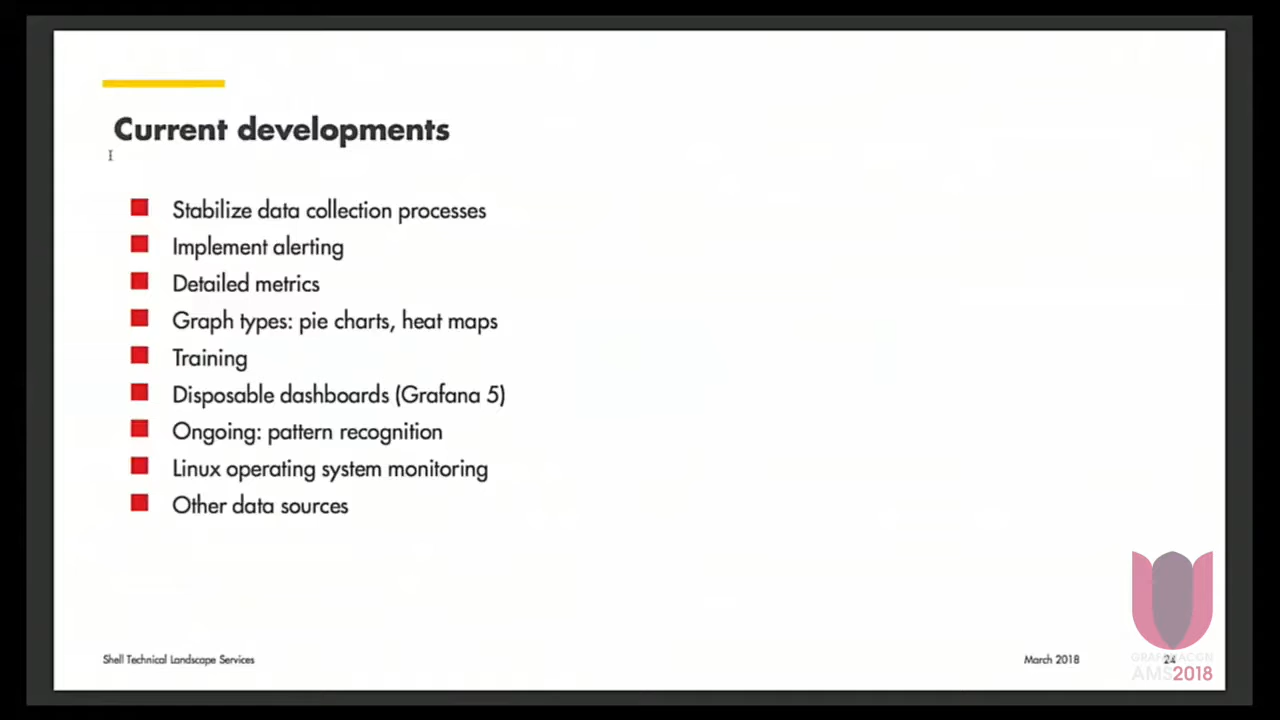 Current developments
Stabilize data collection processes
Implement alerting
Detailed metrics
Graph types: pie charts, heat maps
Training
Disposable dashboards (Grafana 5)
Ongoing: pattern recognition
Linux operating system monitoring
Other data sources
Shell Technical Landscape Services
March 2018
24
GRAFANACON
AMS2018